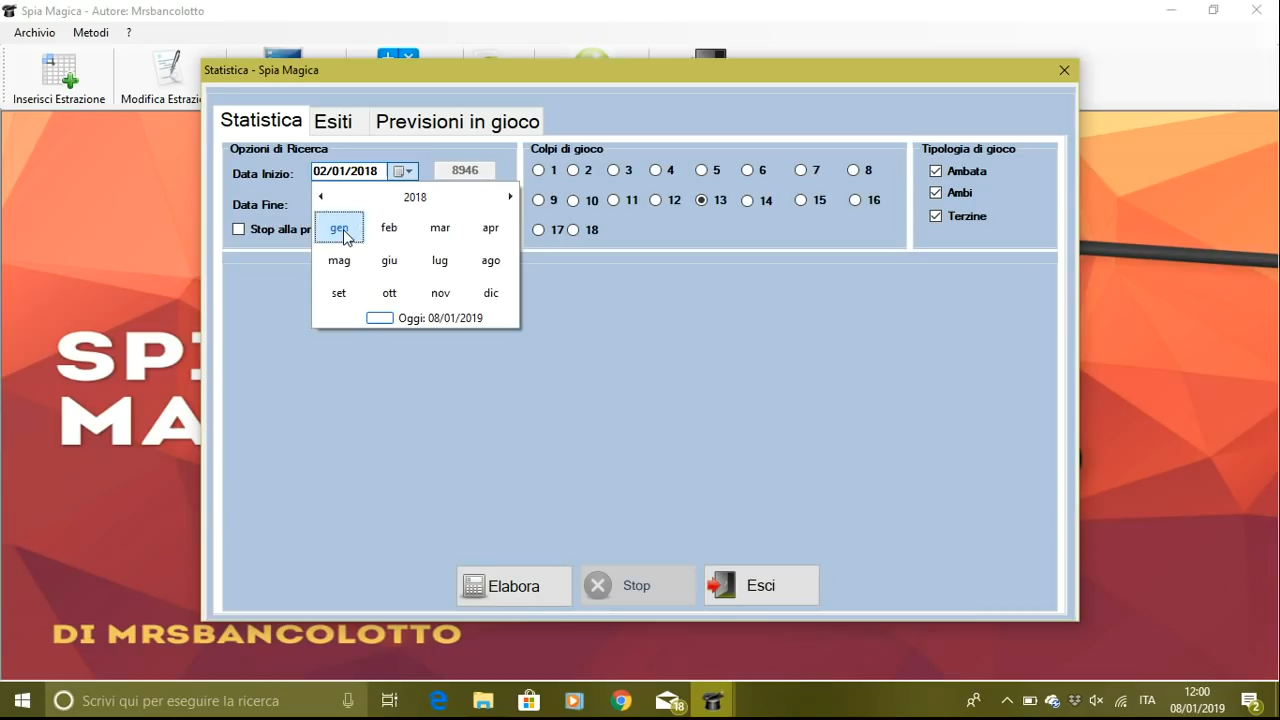 Spia Magica - Autore: Mrsbancolotto
Archivio Metodi ?
Inserisci Estrazione Modifica Estrazi
Statistica - Spia Magica
Statistica Esiti Previsioni in gioco
Opzioni di Ricerca
Data Inizio: 02/01/2018 8946
Data Fine:
Stop alla pr
2018
gen feb mar apr
mag giu lug ago
set ott nov dic
Oggi: 08/01/2019
Colpi di gioco
1 2 3 4 5 6 7 8
9 10 11 12 13 14 15 16
17 18
Tipologia di gioco
Ambata
Ambi
Terzine
Elabora Stop Esci
SPI
MA
DI MRSBANCOLOTTO
Scrivi qui per eseguire la ricerca
18
ITA
12:00
08/01/2019
2